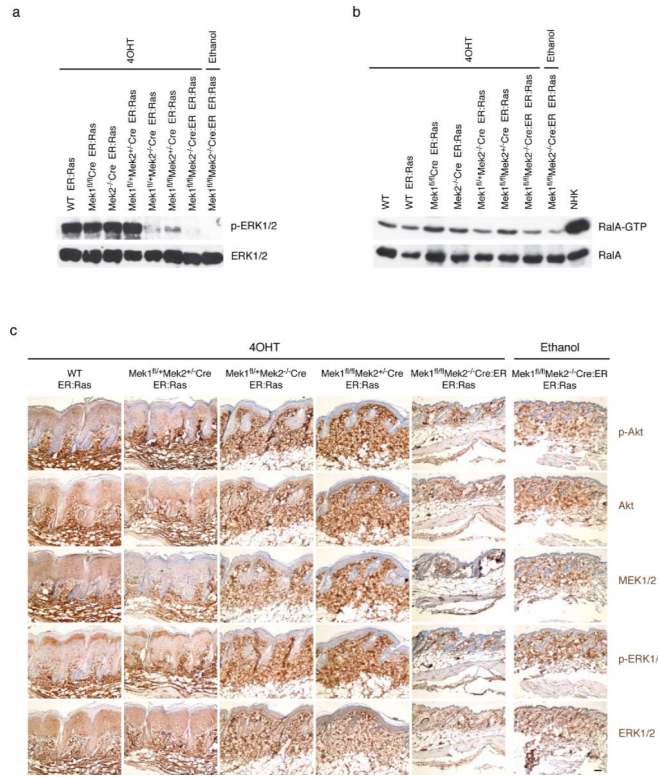 a
4OHT
Ethanol
WT ER:Ras
Mek1fl/flCre ER:Ras
Mek2-/-Cre ER:Ras
Mek1fl/+Mek2+/-Cre ER:Ras
Mek1fl/+Mek2-/-Cre ER:Ras
Mek1fl/flMek2+/-Cre ER:Ras
Mek1fl/flMek2-/-Cre:ER ER:Ras
Mek1fl/flMek2-/-Cre:ER ER:Ras
p-ERK1/2
ERK1/2
b
4OHT
Ethanol
WT ER:Ras
WT ER:Ras
Mek1fl/flCre ER:Ras
Mek2-/-Cre ER:Ras
Mek1fl/+Mek2-/-Cre ER:Ras
Mek1fl/flMek2+/-Cre ER:Ras
Mek1fl/flMek2-/-Cre:ER ER:Ras
Mek1fl/flMek2-/-Cre:ER ER:Ras
NHK
RalA-GTP
RalA
c
4OHT
Ethanol
WT
ER:Ras
Mek1fl/+Mek2+/-Cre
ER:Ras
Mek1fl/+Mek2-/-Cre
ER:Ras
Mek1fl/flMek2+/-Cre
ER:Ras
Mek1fl/flMek2-/-Cre:ER
ER:Ras
Mek1fl/flMek2-/-Cre:ER
ER:Ras
p-Akt
Akt
MEK1/2
p-ERK1/
ERK1/2